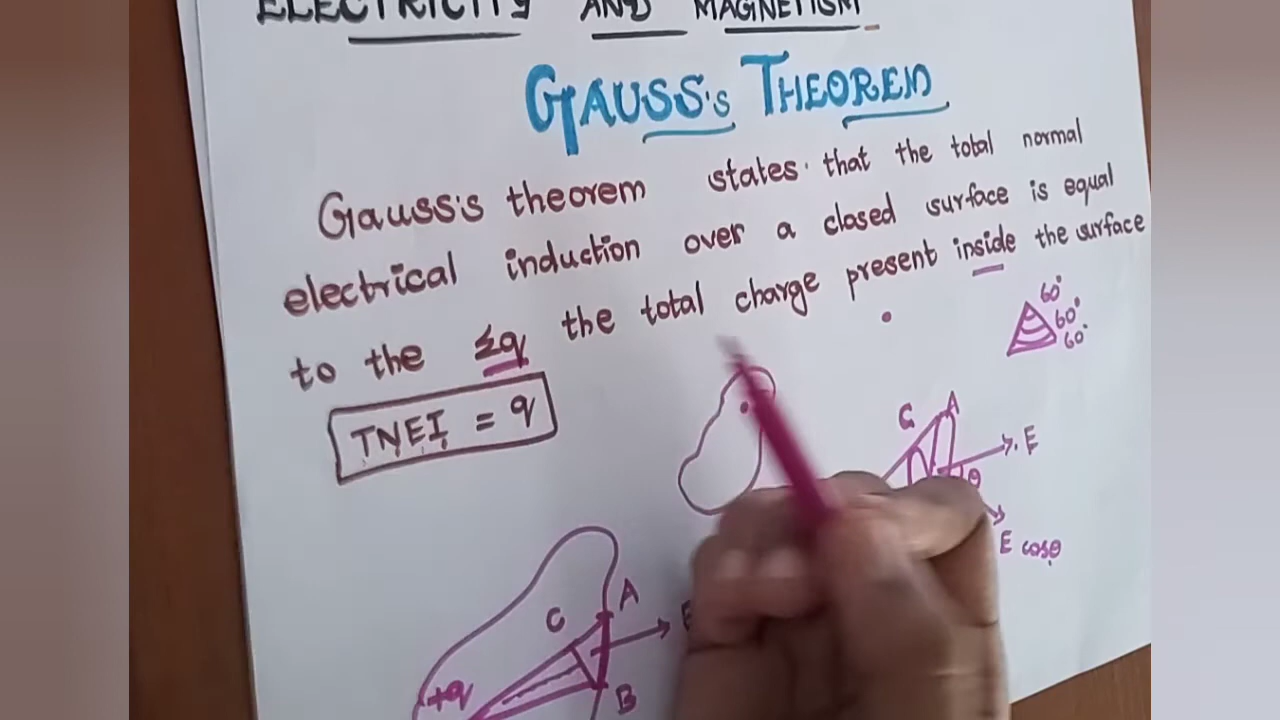 ELECTRICITY AND MAGNETISM
GAUSS's THEOREM
Gauss's theorem states that the total normal
electrical induction over a closed surface is equal
to the Σq the total charge present inside the surface
TNEI = q
60°
60°
60°
C A
E
θ
E cosθ
A
C
E
B
+q